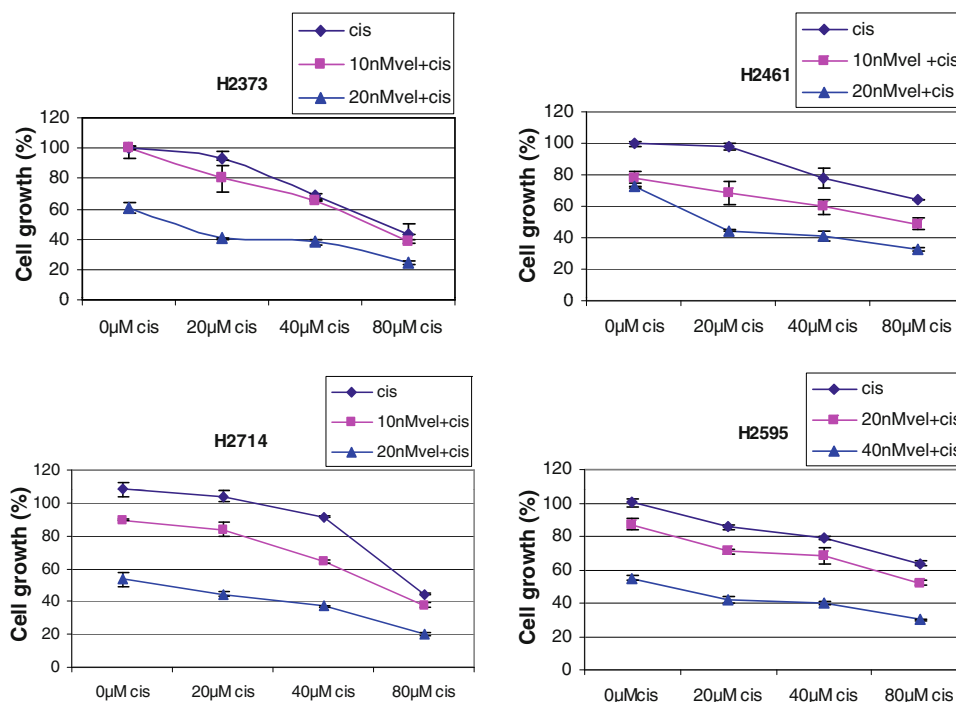 cis
10nMvel+cis
20nMvel+cis
H2373
Cell growth (%)
120
100
80
60
40
20
0
0µM cis
20µM cis
40µM cis
80µM cis
cis
10nMvel +cis
20nMvel+cis
H2461
Cell growth (%)
120
100
80
60
40
20
0
0µM cis
20µM cis
40µM cis
80µM cis
cis
10nMvel+cis
20nMvel+cis
H2714
Cell growth (%)
120
100
80
60
40
20
0
0µM cis
20µM cis
40µM cis
80µM cis
cis
20nMvel+cis
40nMvel+cis
H2595
Cell growth (%)
120
100
80
60
40
20
0
0µMcis
20µM cis
40µM cis
80µM cis